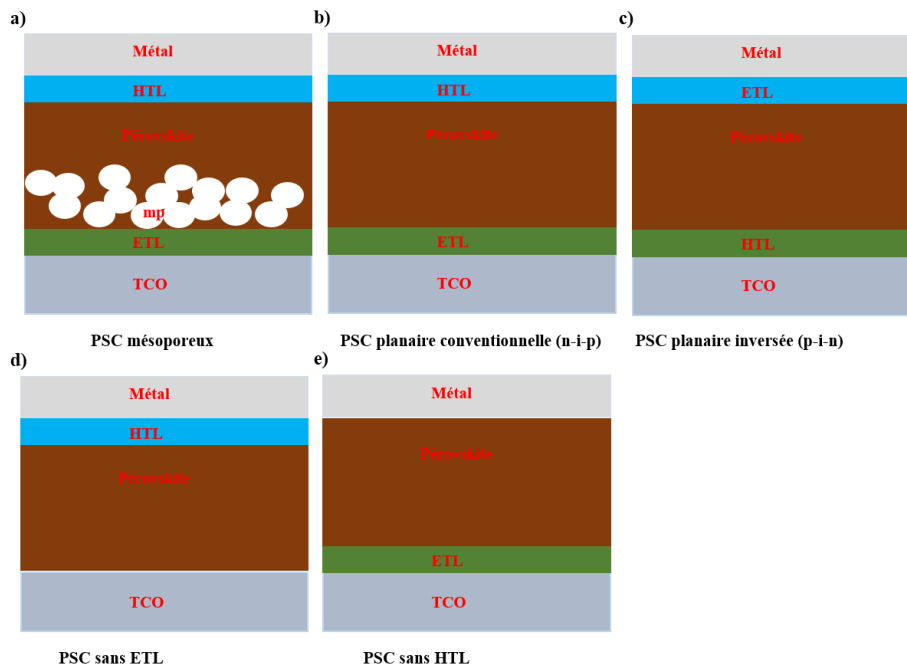 a)
Métal
HTL
Pérovskite
mp
ETL
TCO
PSC mésoporeux
b)
Métal
HTL
Pérovskite
ETL
TCO
PSC planaire conventionnelle (n-i-p)
c)
Métal
ETL
Pérovskite
HTL
TCO
PSC planaire inversée (p-i-n)
d)
Métal
HTL
Pérovskite
TCO
PSC sans ETL
e)
Métal
Pérovskite
ETL
TCO
PSC sans HTL